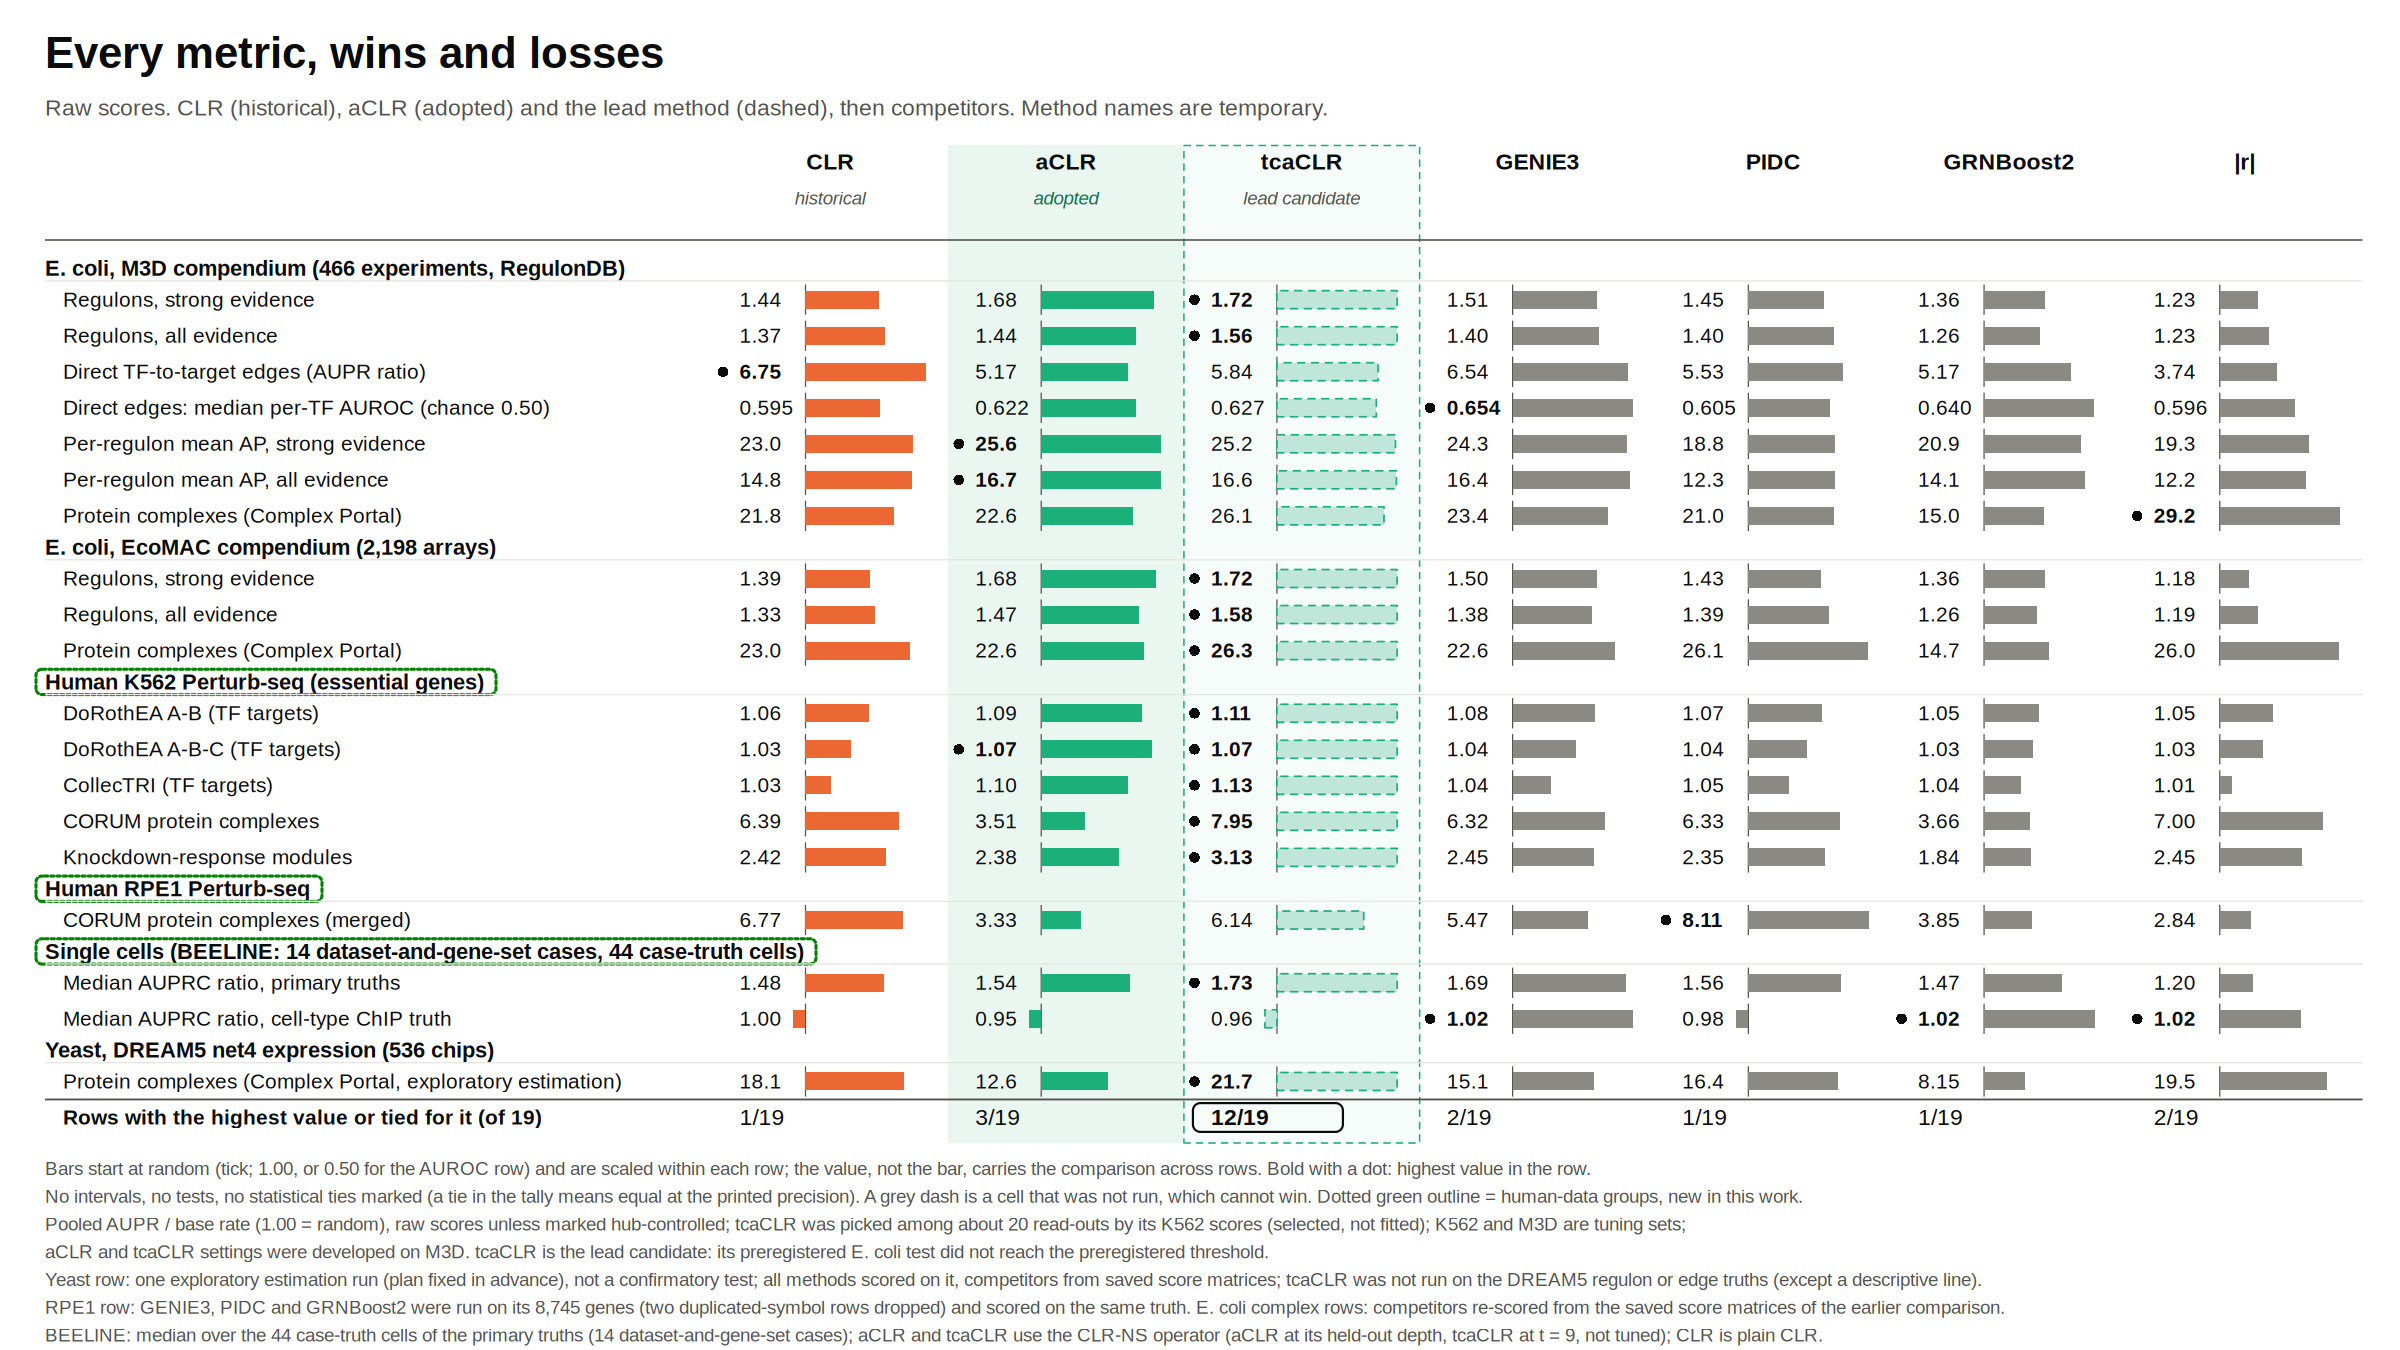 Every metric, wins and losses
Raw scores. CLR (historical), aCLR (adopted) and the lead method (dashed), then competitors. Method names are temporary.
CLR aCLR tcaCLR GENIE3 PIDC GRNBoost2 |r|
historical adopted lead candidate
E. coli, M3D compendium (466 experiments, RegulonDB)
Regulons, strong evidence 1.44 1.68 1.72 1.51 1.45 1.36 1.23
Regulons, all evidence 1.37 1.44 1.56 1.40 1.40 1.26 1.23
Direct TF-to-target edges (AUPR ratio) 6.75 5.17 5.84 6.54 5.53 5.17 3.74
Direct edges: median per-TF AUROC (chance 0.50) 0.595 0.622 0.627 0.654 0.605 0.640 0.596
Per-regulon mean AP, strong evidence 23.0 25.6 25.2 24.3 18.8 20.9 19.3
Per-regulon mean AP, all evidence 14.8 16.7 16.6 16.4 12.3 14.1 12.2
Protein complexes (Complex Portal) 21.8 22.6 26.1 23.4 21.0 15.0 29.2
E. coli, EcoMAC compendium (2,198 arrays)
Regulons, strong evidence 1.39 1.68 1.72 1.50 1.43 1.36 1.18
Regulons, all evidence 1.33 1.47 1.58 1.38 1.39 1.26 1.19
Protein complexes (Complex Portal) 23.0 22.6 26.3 22.6 26.1 14.7 26.0
Human K562 Perturb-seq (essential genes)
DoRothEA A-B (TF targets) 1.06 1.09 1.11 1.08 1.07 1.05 1.05
DoRothEA A-B-C (TF targets) 1.03 1.07 1.07 1.04 1.04 1.03 1.03
CollecTRI (TF targets) 1.03 1.10 1.13 1.04 1.05 1.04 1.01
CORUM protein complexes 6.39 3.51 7.95 6.32 6.33 3.66 7.00
Knockdown-response modules 2.42 2.38 3.13 2.45 2.35 1.84 2.45
Human RPE1 Perturb-seq
CORUM protein complexes (merged) 6.77 3.33 6.14 5.47 8.11 3.85 2.84
Single cells (BEELINE: 14 dataset-and-gene-set cases, 44 case-truth cells)
Median AUPRC ratio, primary truths 1.48 1.54 1.73 1.69 1.56 1.47 1.20
Median AUPRC ratio, cell-type ChIP truth 1.00 0.95 0.96 1.02 0.98 1.02 1.02
Yeast, DREAM5 net4 expression (536 chips)
Protein complexes (Complex Portal, exploratory estimation) 18.1 12.6 21.7 15.1 16.4 8.15 19.5
Rows with the highest value or tied for it (of 19) 1/19 3/19 12/19 2/19 1/19 1/19 2/19
Bars start at random (tick; 1.00, or 0.50 for the AUROC row) and are scaled within each row; the value, not the bar, carries the comparison across rows. Bold with a dot: highest value in the row.
No intervals, no tests, no statistical ties marked (a tie in the tally means equal at the printed precision). A grey dash is a cell that was not run, which cannot win. Dotted green outline = human-data groups, new in this work.
Pooled AUPR / base rate (1.00 = random), raw scores unless marked hub-controlled; tcaCLR was picked among about 20 read-outs by its K562 scores (selected, not fitted); K562 and M3D are tuning sets;
aCLR and tcaCLR settings were developed on M3D. tcaCLR is the lead candidate: its preregistered E. coli test did not reach the preregistered threshold.
Yeast row: one exploratory estimation run (plan fixed in advance), not a confirmatory test; all methods scored on it, competitors from saved score matrices; tcaCLR was not run on the DREAM5 regulon or edge truths (except a descriptive line).
RPE1 row: GENIE3, PIDC and GRNBoost2 were run on its 8,745 genes (two duplicated-symbol rows dropped) and scored on the same truth. E. coli complex rows: competitors re-scored from the saved score matrices of the earlier comparison.
BEELINE: median over the 44 case-truth cells of the primary truths (14 dataset-and-gene-set cases); aCLR and tcaCLR use the CLR-NS operator (aCLR at its held-out depth, tcaCLR at t = 9, not tuned); CLR is plain CLR.